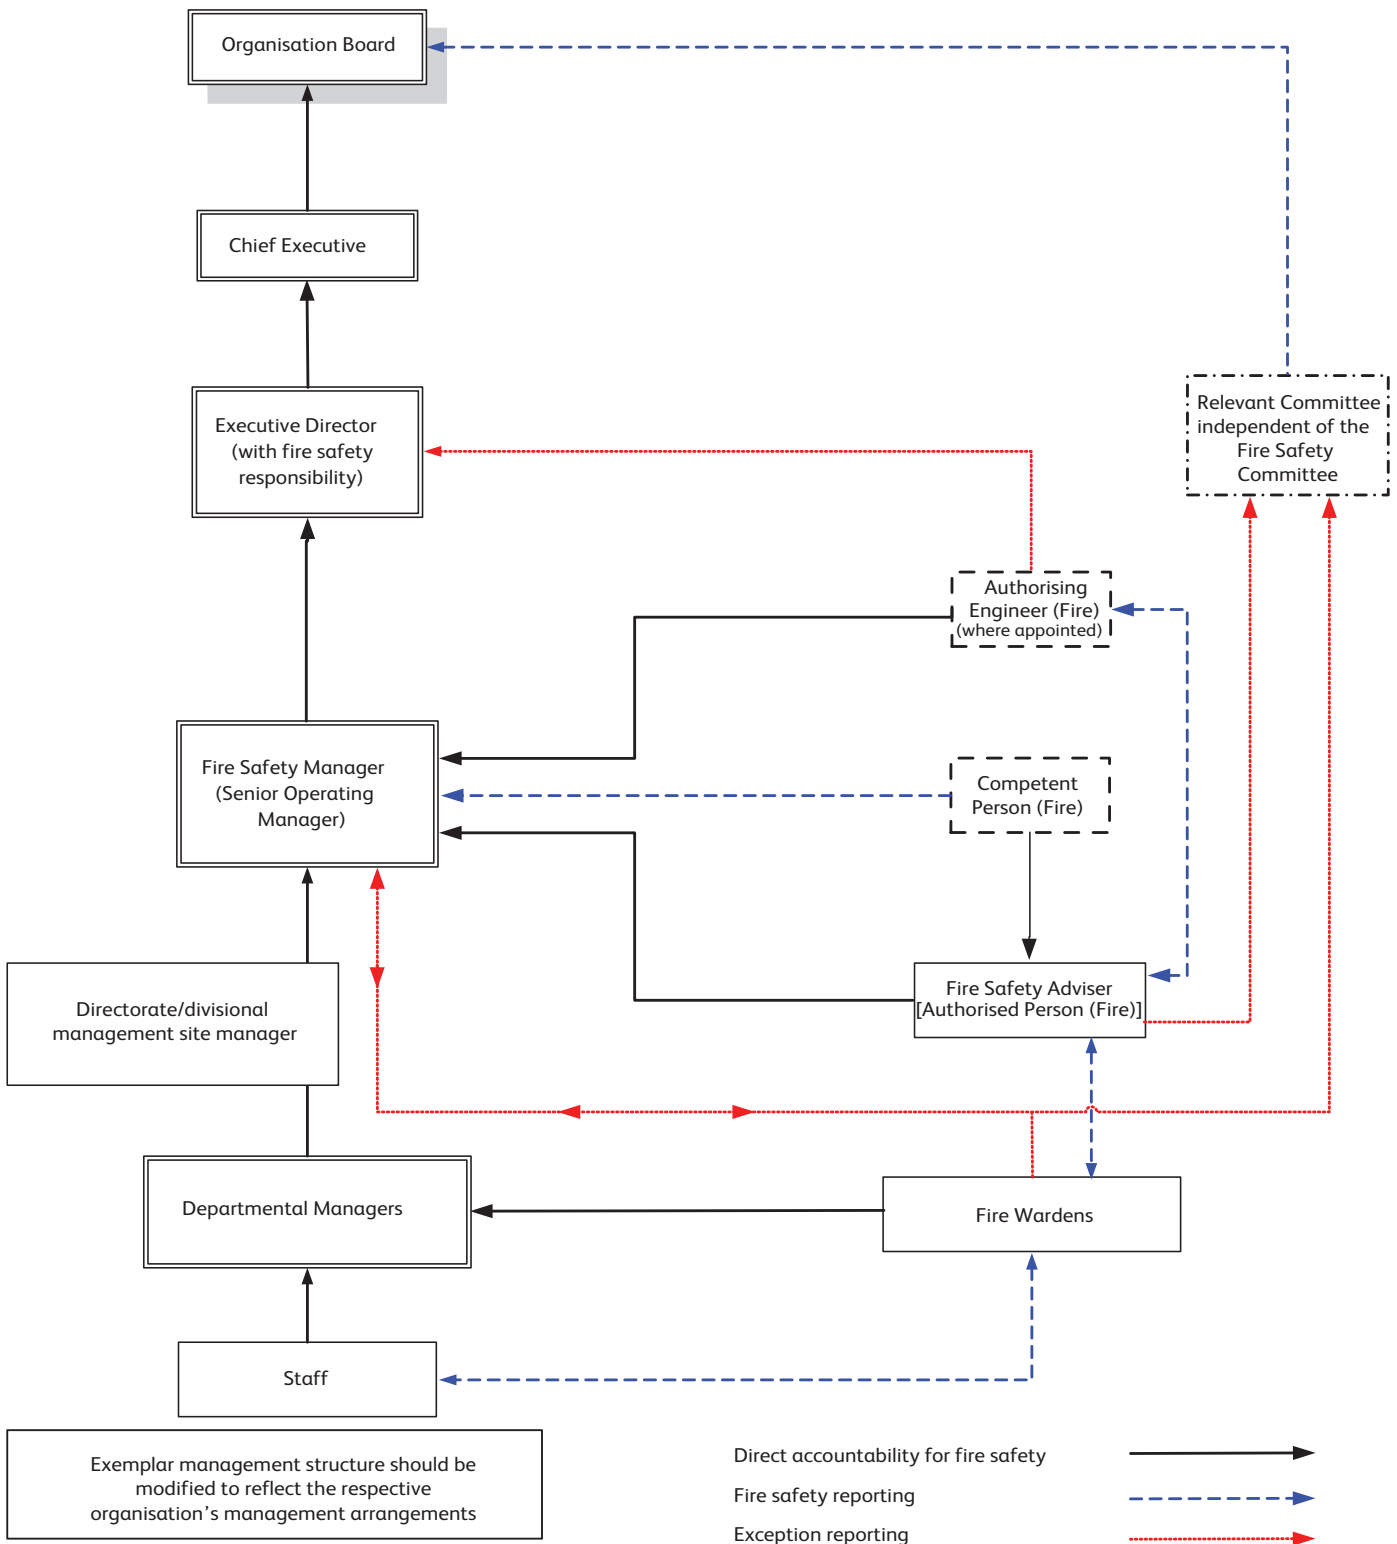 Organisation Board
Chief Executive
Executive Director
(with fire safety
responsibility)
Relevant Committee
independent of the
Fire Safety
Committee
Authorising
Engineer (Fire)
(where appointed)
Fire Safety Manager
(Senior Operating
Manager)
Competent
Person (Fire)
Directorate/divisional
management site manager
Fire Safety Adviser
[Authorised Person (Fire)]
Departmental Managers
Fire Wardens
Staff
Exemplar management structure should be
modified to reflect the respective
organisation’s management arrangements
Direct accountability for fire safety
Fire safety reporting
Exception reporting